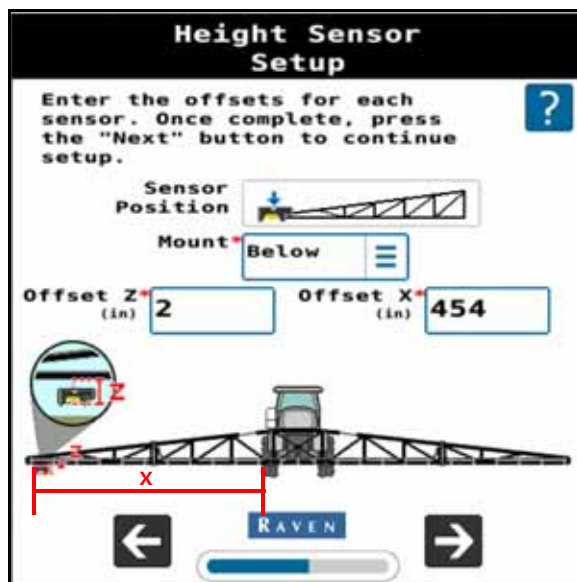 Height Sensor
Setup
Enter the offsets for each
sensor. Once complete, press
the "Next" button to continue
setup.
?
Sensor
Position
Mount*
Below
Offset Z*
(in)
2
Offset X*
(in)
454
Z
Z
X
RAVEN